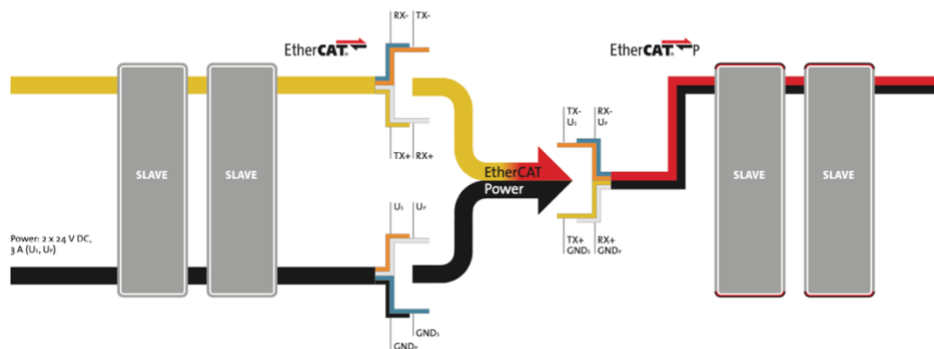 RX- TX-
EtherCAT®
EtherCAT® P
TX-
US
RX-
UP
SLAVE
SLAVE
TX+ RX+
EtherCAT
Power
SLAVE
SLAVE
US UP
Power: 2 x 24 V DC,
3 A (US, UP)
TX+
GNDS
RX+
GNDP
GNDS
GNDP